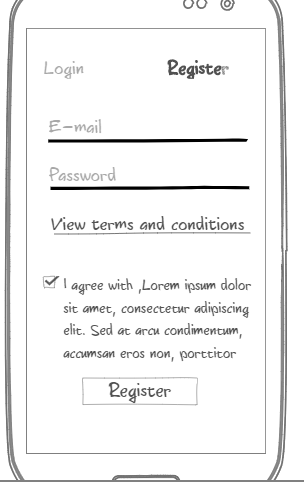 Login Register
E-mail
Password
View terms and conditions
I agree with ,Lorem ipsum dolor
sit amet, consectetur adipiscing
elit. Sed at arcu condimentum,
accumsan eros non, porttitor
Register